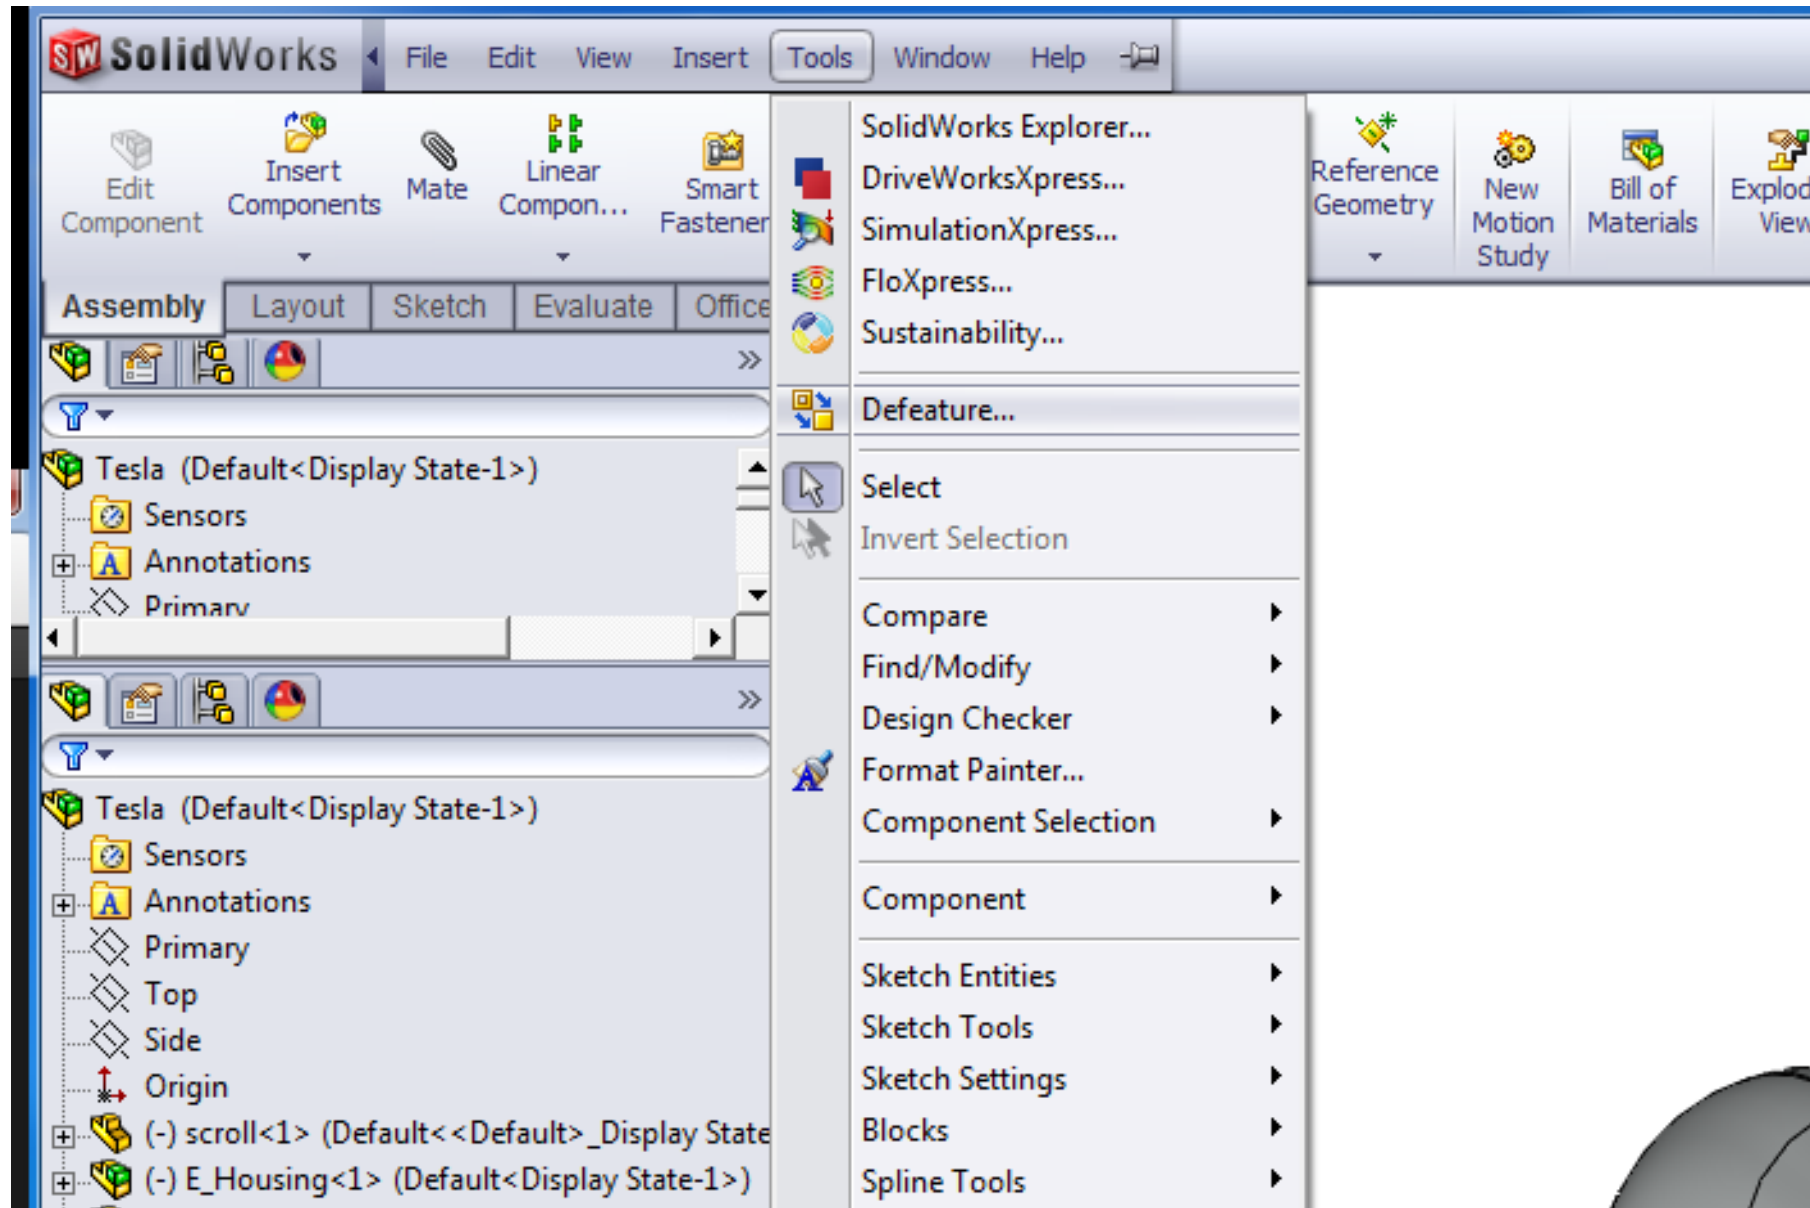 SW SolidWorks File Edit View Insert Tools Window Help
Edit Component
Insert Components
Mate
Linear Compon...
Smart Fastener
Reference Geometry
New Motion Study
Bill of Materials
Explod View
Assembly Layout Sketch Evaluate Office
Tesla (Default<Display State-1>)
Sensors
A Annotations
Primary
Tesla (Default<Display State-1>)
Sensors
A Annotations
Primary
Top
Side
Origin
(-) scroll<1> (Default<<Default>_Display State
(-) E_Housing<1> (Default<Display State-1>)
SolidWorks Explorer...
DriveWorksXpress...
SimulationXpress...
FloXpress...
Sustainability...
Defeature...
Select
Invert Selection
Compare
Find/Modify
Design Checker
Format Painter...
Component Selection
Component
Sketch Entities
Sketch Tools
Sketch Settings
Blocks
Spline Tools